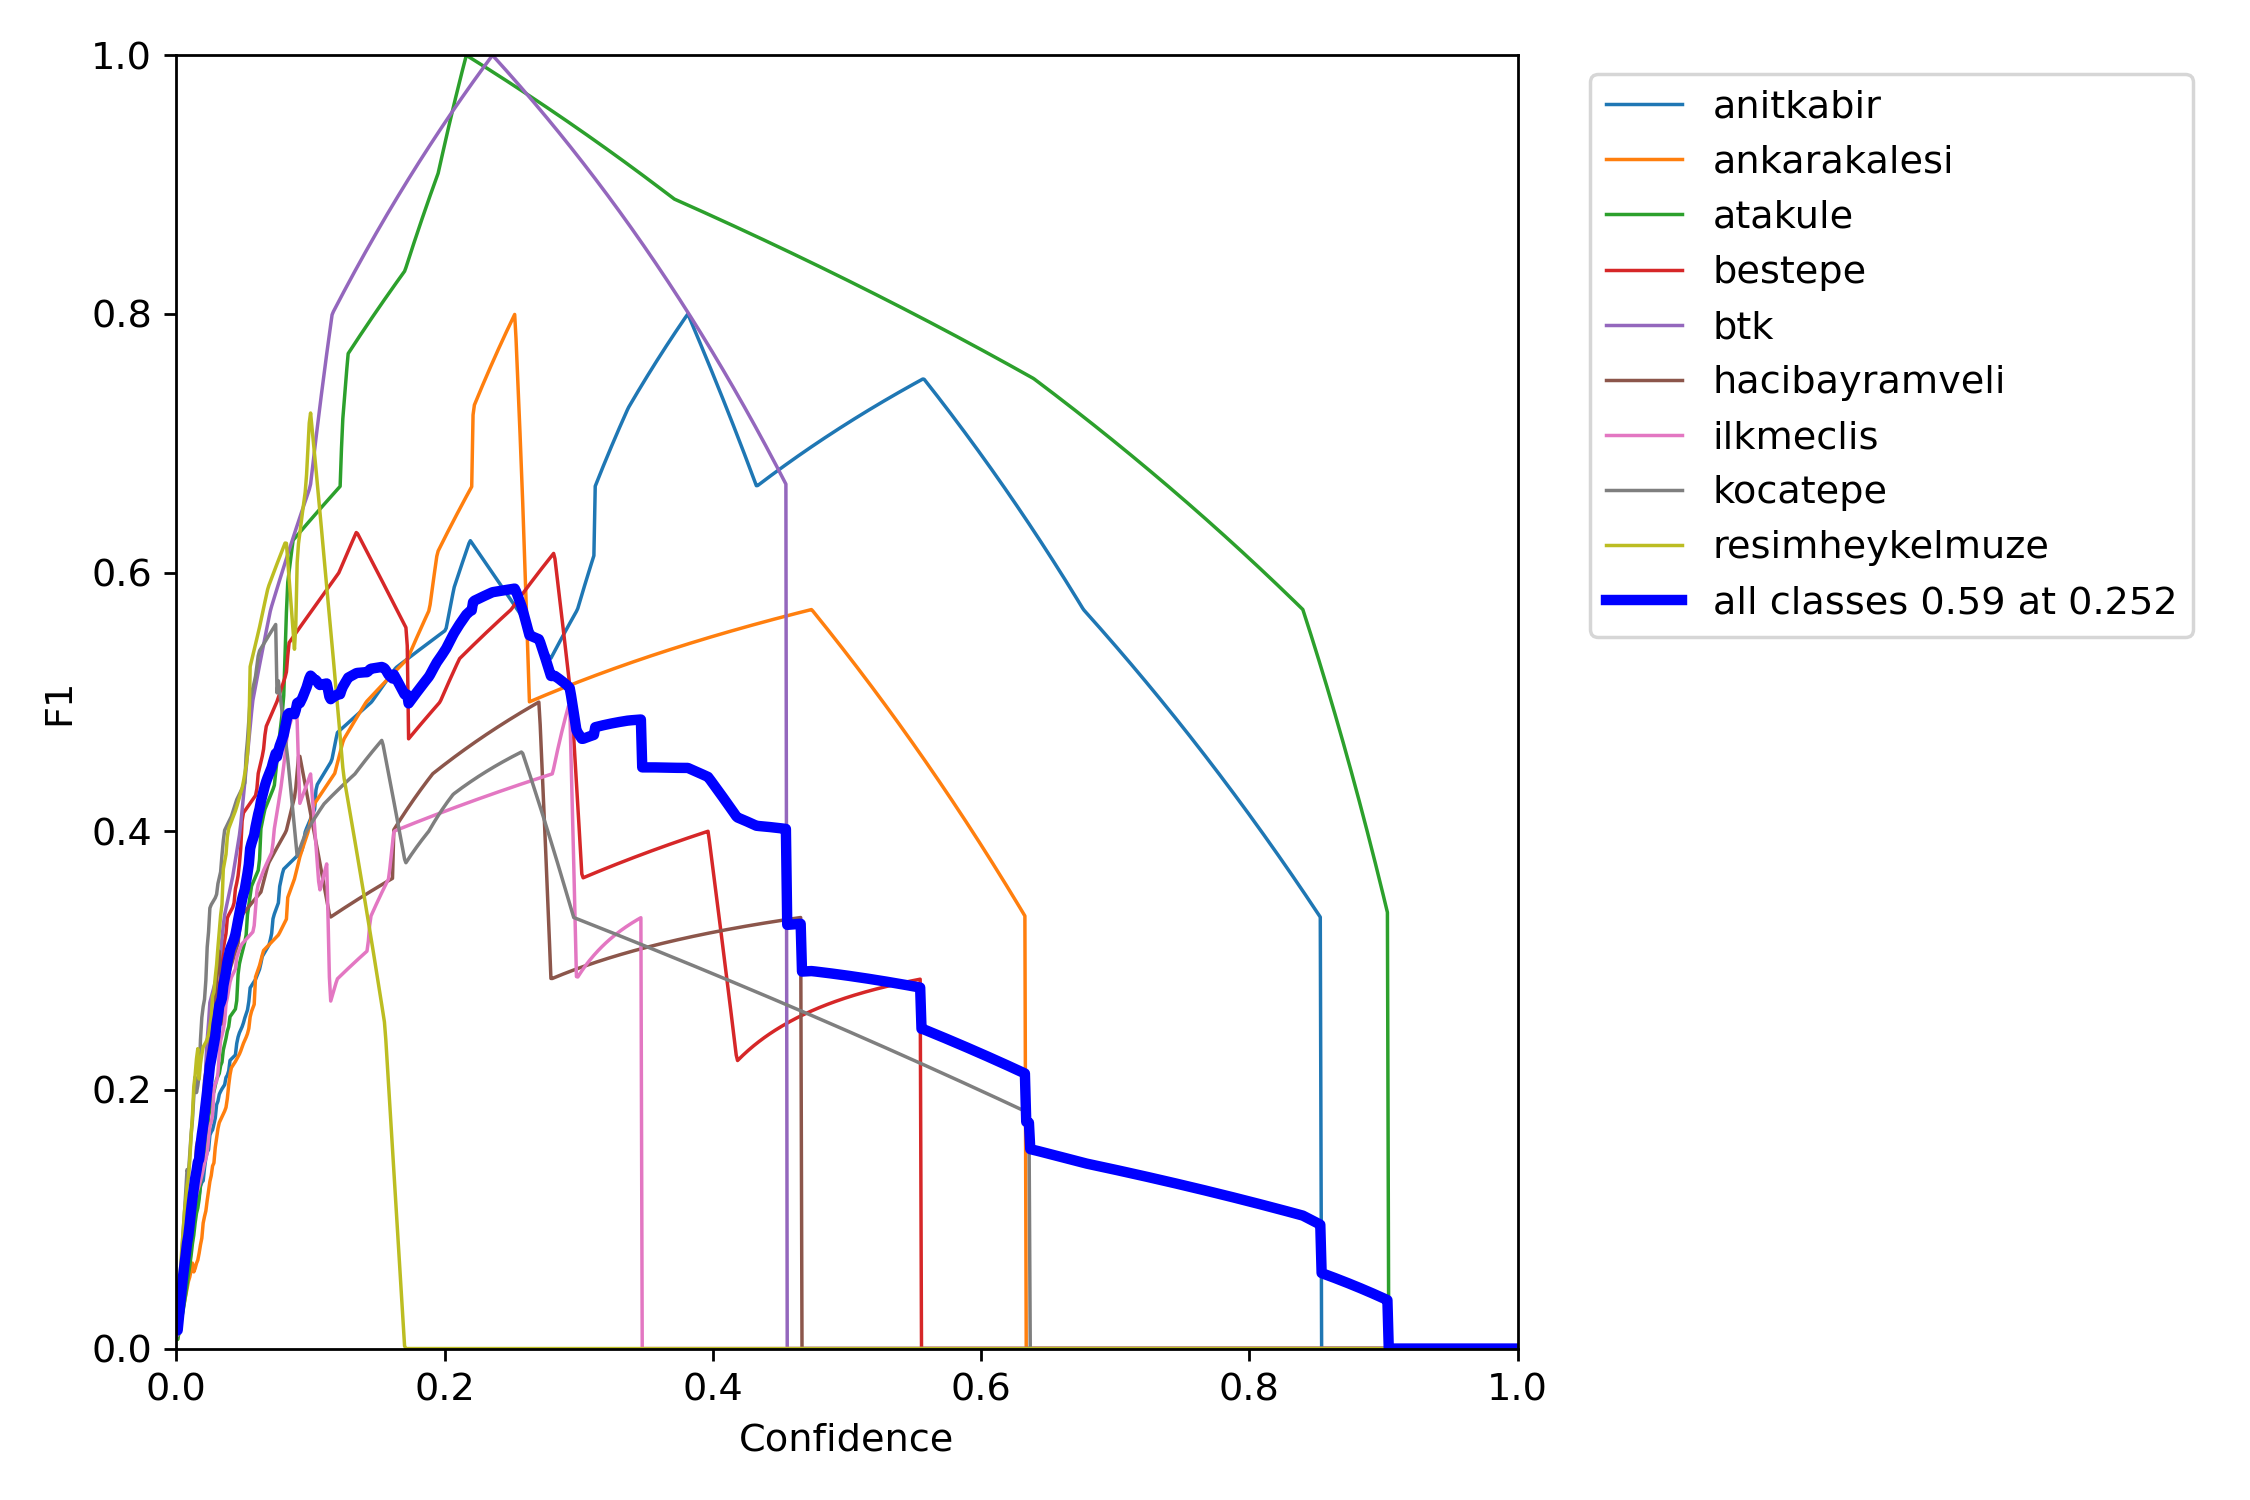 1.0
0.8
0.6
0.4
0.2
0.0
F1
0.0 0.2 0.4 0.6 0.8 1.0
Confidence
anitkabir
ankarakalesi
atakule
bestepe
btk
hacibayramveli
ilkmeclis
kocatepe
resimheykelmuze
all classes 0.59 at 0.252